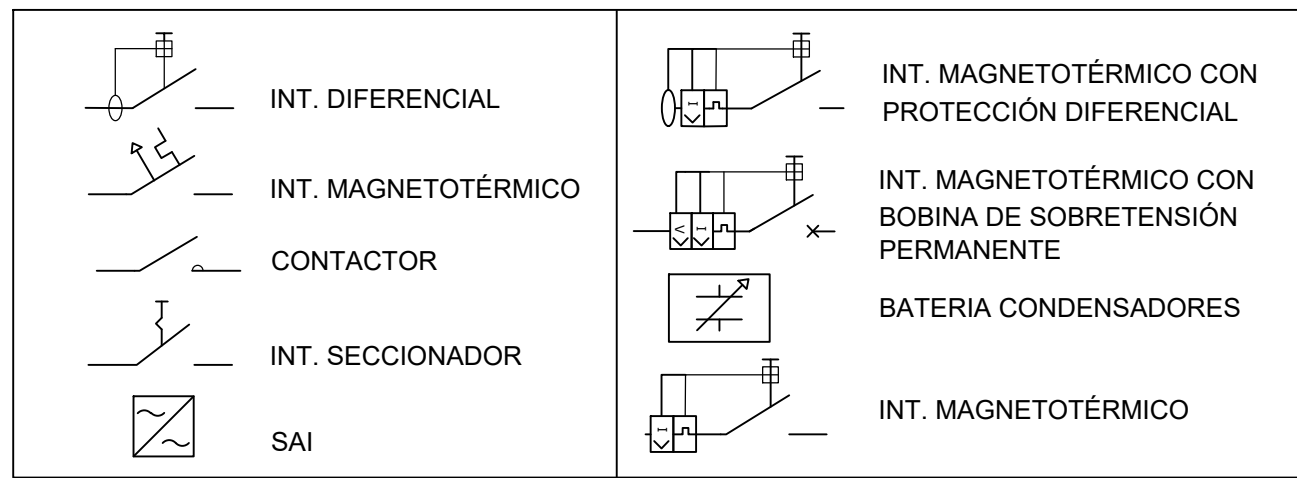 INT. DIFERENCIAL
INT. MAGNETOTÉRMICO
CONTACTOR
INT. SECCIONADOR
SAI
INT. MAGNETOTÉRMICO CON
PROTECCIÓN DIFERENCIAL
I
INT. MAGNETOTÉRMICO CON
BOBINA DE SOBRETENSIÓN
PERMANENTE
V I
BATERIA CONDENSADORES
INT. MAGNETOTÉRMICO
I